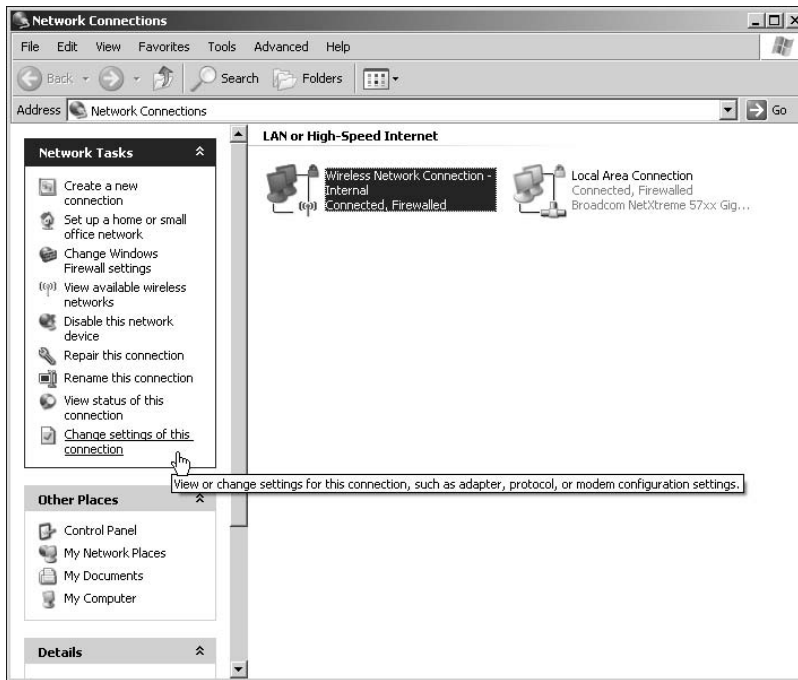 Network Connections
File Edit View Favorites Tools Advanced Help
Back Search Folders
Address Network Connections Go
Network Tasks
Create a new
connection
Set up a home or small
office network
Change Windows
Firewall settings
View available wireless
networks
Disable this network
device
Repair this connection
Rename this connection
View status of this
connection
Change settings of this
connection
View or change settings for this connection, such as adapter, protocol, or modem configuration settings.
Other Places
Control Panel
My Network Places
My Documents
My Computer
Details
LAN or High-Speed Internet
Wireless Network Connection -
Internal
Connected, Firewalled
Local Area Connection
Connected, Firewalled
Broadcom NetXtreme 57xx Gig...